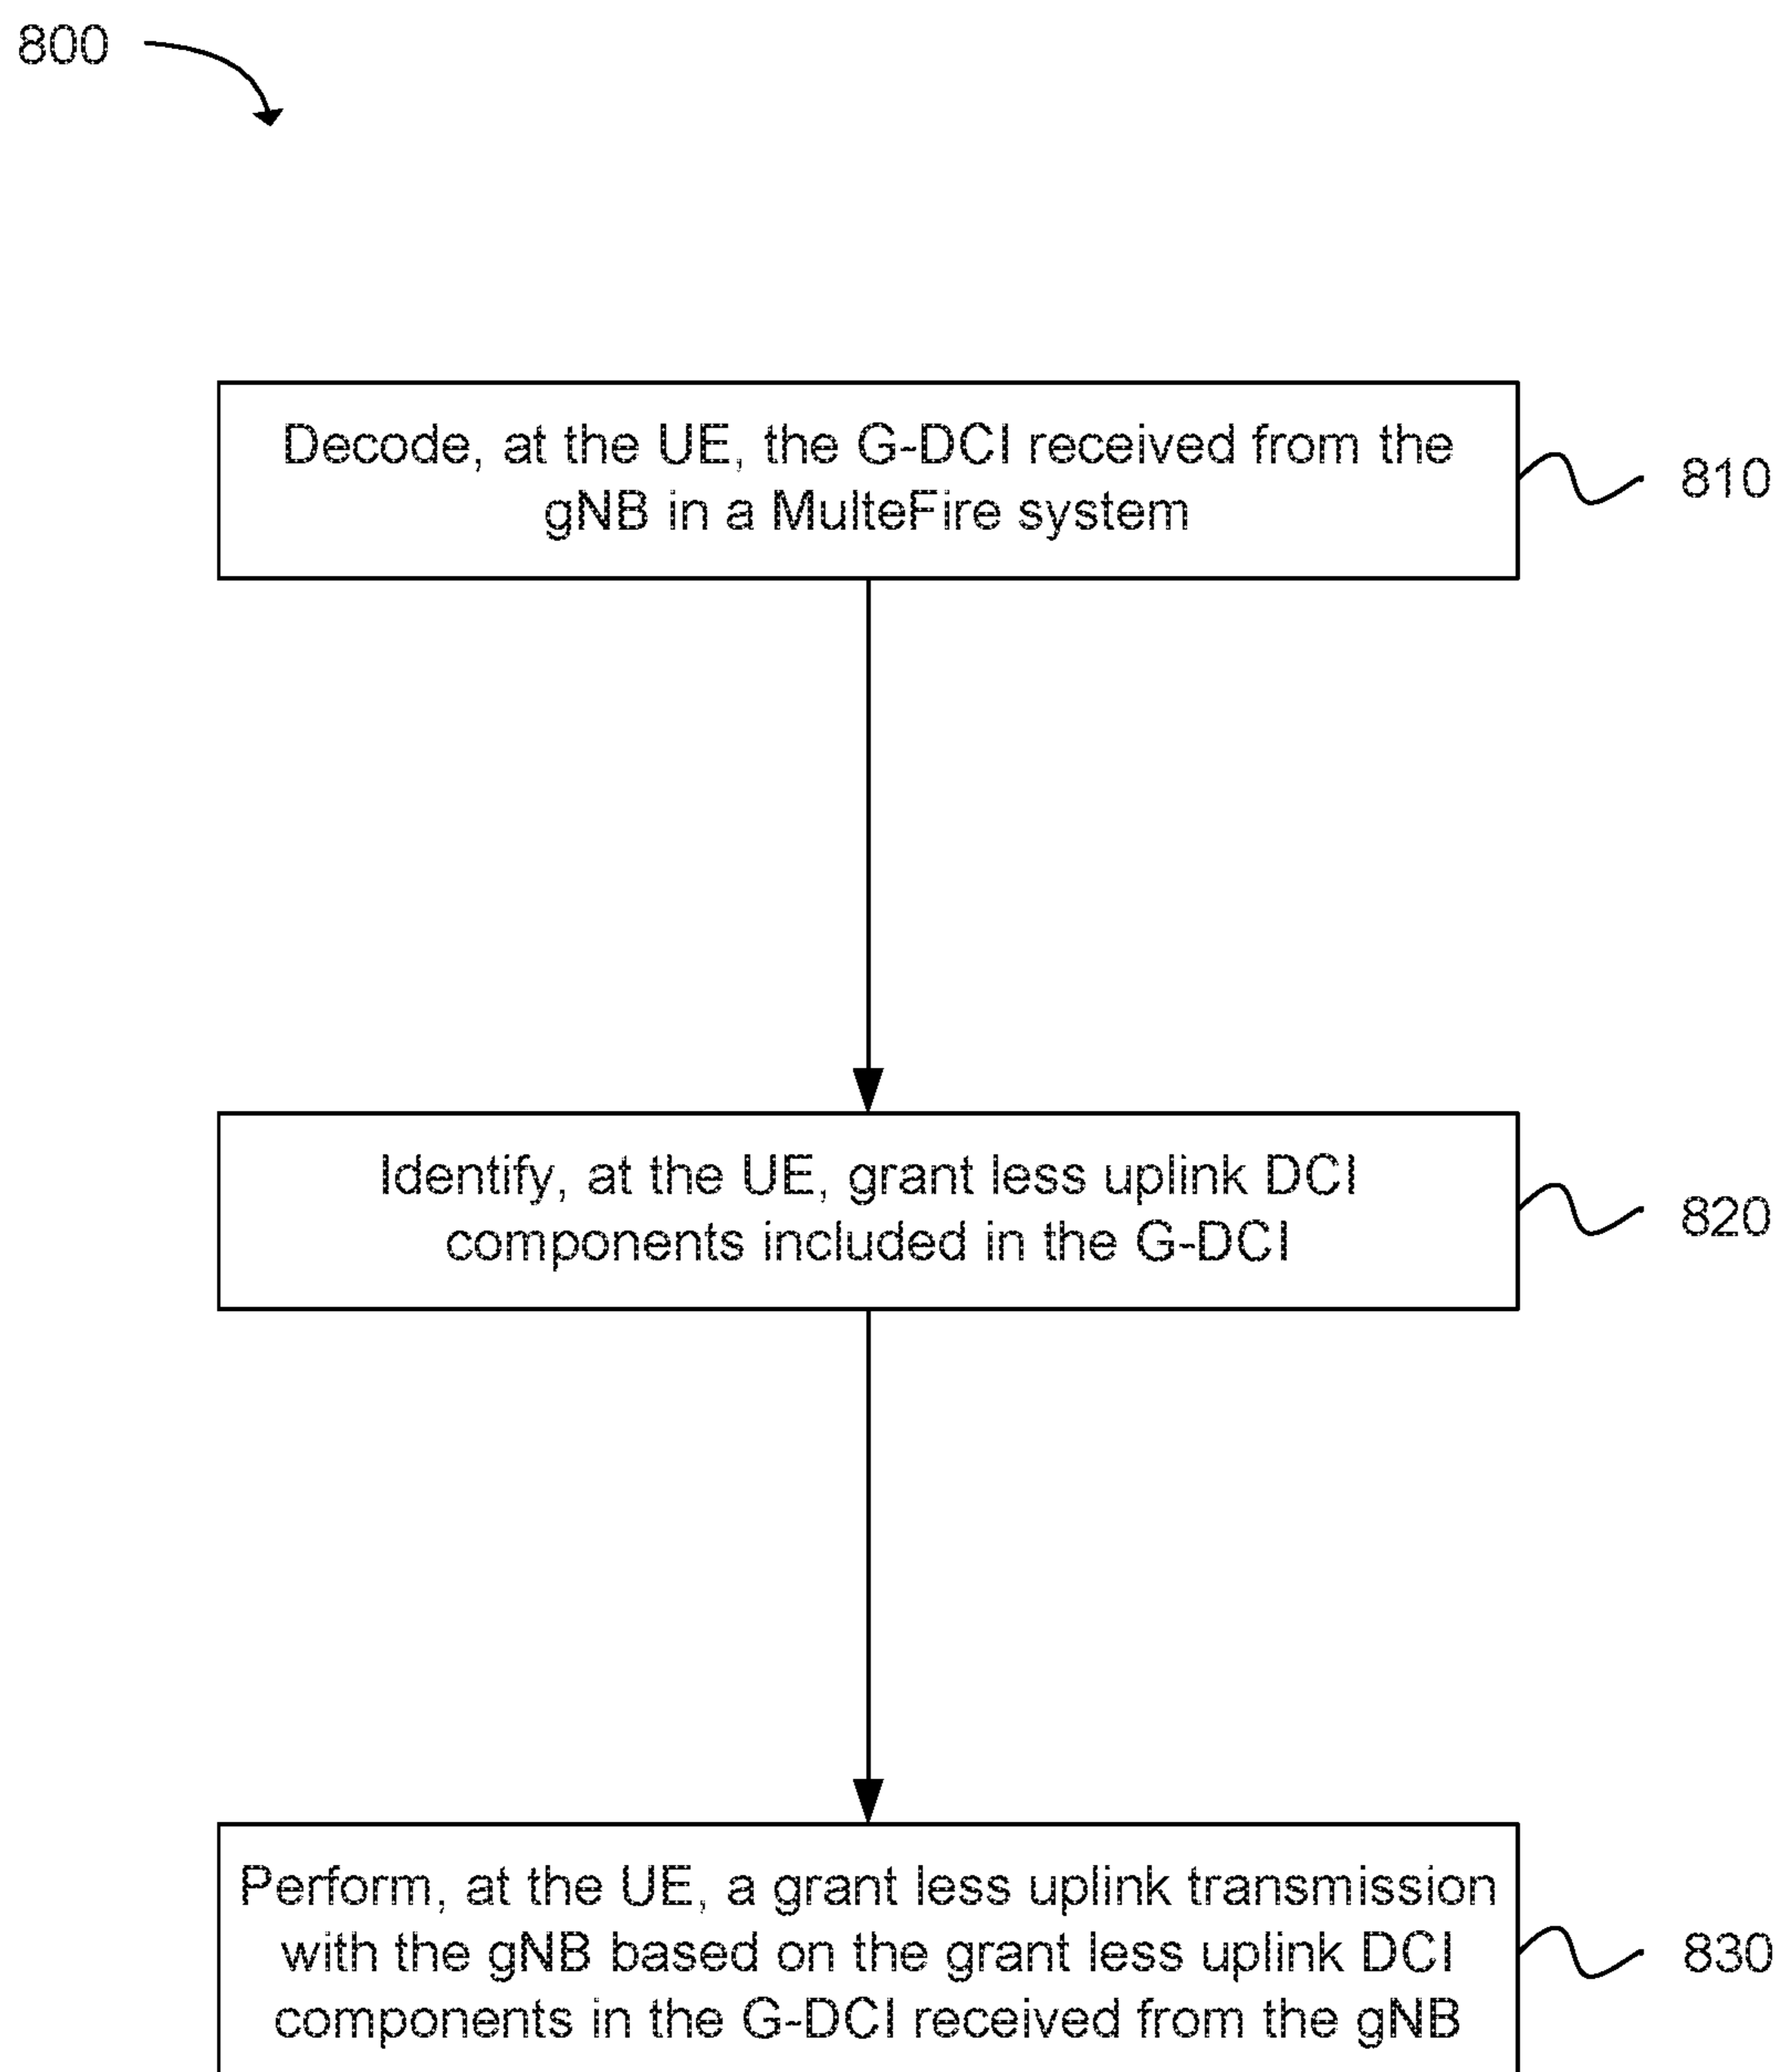 800
Decode, at the UE, the G-DCI received from the
gNB in a MulteFire system
810
Identify, at the UE, grant less uplink DCI
components included in the G-DCI
820
Perform, at the UE, a grant less uplink transmission
with the gNB based on the grant less uplink DCI
components in the G-DCI received from the gNB
830